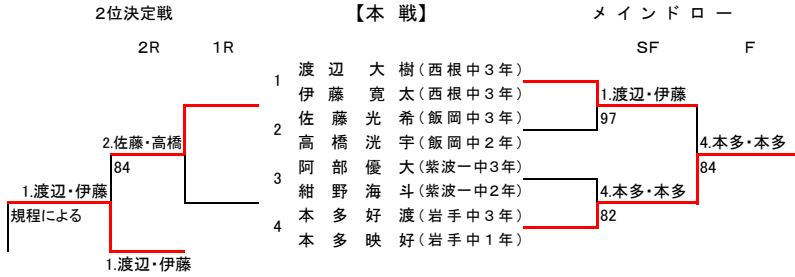 2位決定戦 【本 戦】 メインドロー
2R 1R SF F
1 渡 辺 大 樹(西根中3年)
伊 藤 寛 太(西根中3年)
1.渡辺・伊藤
2 佐 藤 光 希(飯岡中3年)
97
高 橋 洸 宇(飯岡中2年)
2.佐藤・高橋
4.本多・本多
84
84
3 阿 部 優 大(紫波一中3年)
紺 野 海 斗(紫波一中2年)
1.渡辺・伊藤
4.本多・本多
規程による
4 本 多 好 渡(岩手中3年)
82
本 多 映 好(岩手中1年)
1.渡辺・伊藤